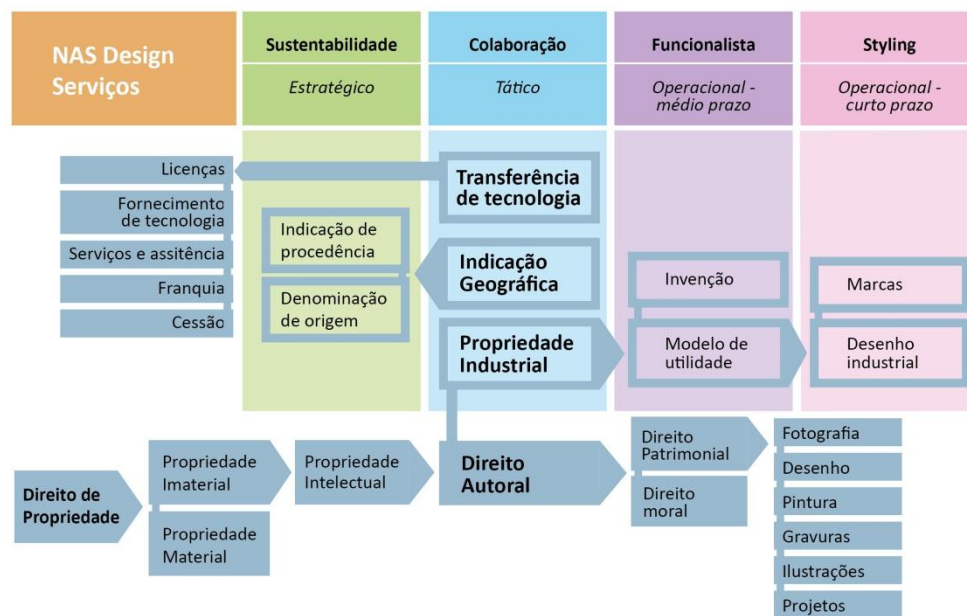 NAS Design
Serviços
Sustentabilidade
Estratégico
Colaboração
Tático
Funcionalista
Operacional -
médio prazo
Styling
Operacional -
curto prazo
Licenças
Fornecimento
de tecnologia
Serviços e assitência
Franquia
Cessão
Indicação de
procedência
Denominação
de origem
Transferência
de tecnologia
Indicação
Geográfica
Propriedade
Industrial
Invenção
Modelo de
utilidade
Marcas
Desenho
industrial
Direito de
Propriedade
Propriedade
Imaterial
Propriedade
Material
Propriedade
Intelectual
Direito
Autoral
Direito
Patrimonial
Direito
moral
Fotografia
Desenho
Pintura
Gravuras
Ilustrações
Projetos